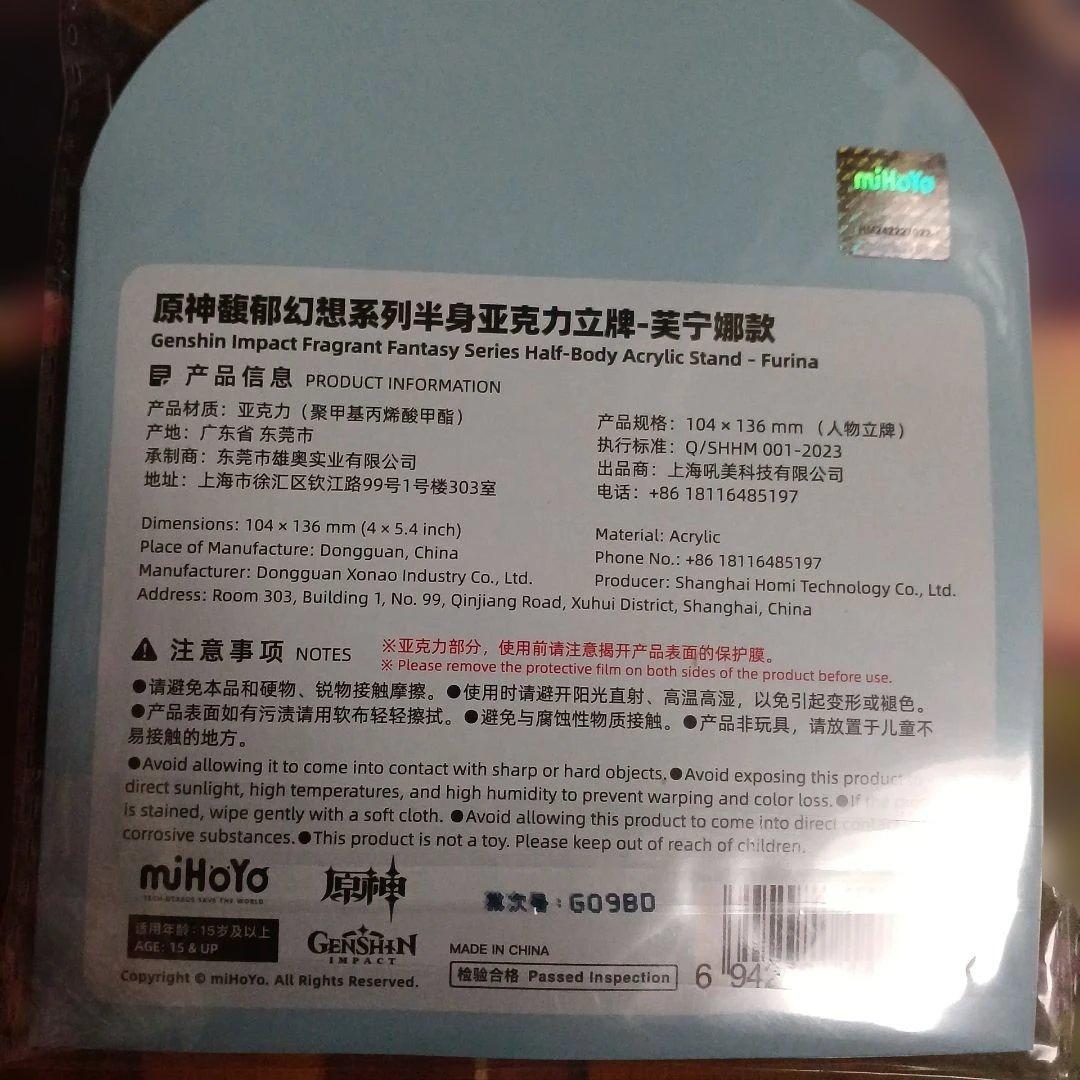 miHoYo
原神馥郁幻想系列半身亚克力立牌-芙宁娜款
Genshin Impact Fragrant Fantasy Series Half-Body Acrylic Stand – Furina
产品信息 PRODUCT INFORMATION
产品材质：亚克力（聚甲基丙烯酸甲酯）
产地：广东省 东莞市
承制商：东莞市雄奥实业有限公司
地址：上海市徐汇区钦江路99号1号楼303室
产品规格：104 × 136 mm （人物立牌）
执行标准：Q/SHHM 001-2023
出品商：上海吼美科技有限公司
电话：+86 18116485197
Dimensions: 104 × 136 mm (4 × 5.4 inch)
Place of Manufacture: Dongguan, China
Manufacturer: Dongguan Xonao Industry Co., Ltd.
Address: Room 303, Building 1, No. 99, Qinjiang Road, Xuhui District, Shanghai, China
Material: Acrylic
Phone No.: +86 18116485197
Producer: Shanghai Homi Technology Co., Ltd.
注意事项 NOTES
※亚克力部分，使用前请注意揭开产品表面的保护膜。
※ Please remove the protective film on both sides of the product before use.
●请避免本品和硬物、锐物接触摩擦。●使用时请避开阳光直射、高温高湿，以免引起变形或褪色。
●产品表面如有污渍请用软布轻轻擦拭。●避免与腐蚀性物质接触。●产品非玩具，请放置于儿童不
易接触的地方。
●Avoid allowing it to come into contact with sharp or hard objects.●Avoid exposing this product
direct sunlight, high temperatures, and high humidity to prevent warping and color loss.●If the
is stained, wipe gently with a soft cloth. ●Avoid allowing this product to come into direct
corrosive substances.●This product is not a toy. Please keep out of reach of children.
miHoYo
TECH OTAKUS SAVE THE WORLD
原神
批次号：G09BD
适用年龄：15岁及以上
AGE: 15 & UP
GENSHIN
IMPACT
MADE IN CHINA
检验合格 Passed Inspection
Copyright © miHoYo. All Rights Reserved.
6 942